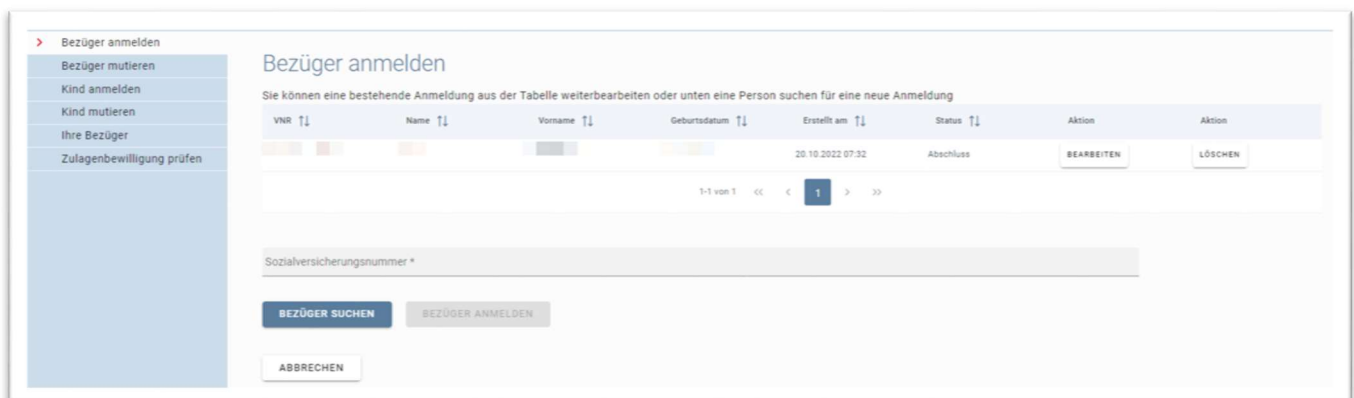 Bezüger anmelden
Bezüger mutieren
Kind anmelden
Kind mutieren
Ihre Bezüger
Zulagenbewilligung prüfen
Bezüger anmelden
Sie können eine bestehende Anmeldung aus der Tabelle weiterbearbeiten oder unten eine Person suchen für eine neue Anmeldung
VNR Name Vorname Geburtsdatum Erstellt am Status Aktion Aktion
20.10.2022 07:32 Abschluss BEARBEITEN LÖSCHEN
1-1 von 1 << < 1 > >>
Sozialversicherungsnummer *
BEZÜGER SUCHEN BEZÜGER ANMELDEN
ABBRECHEN